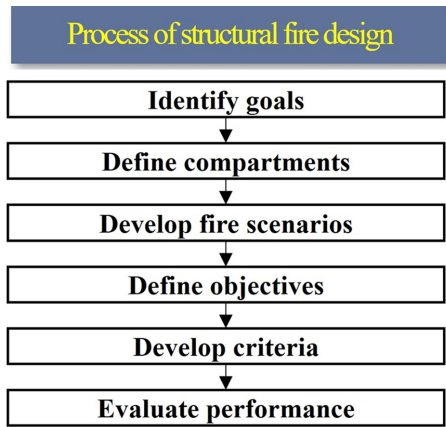 Process of structural fire design
Identify goals
Define compartments
Develop fire scenarios
Define objectives
Develop criteria
Evaluate performance